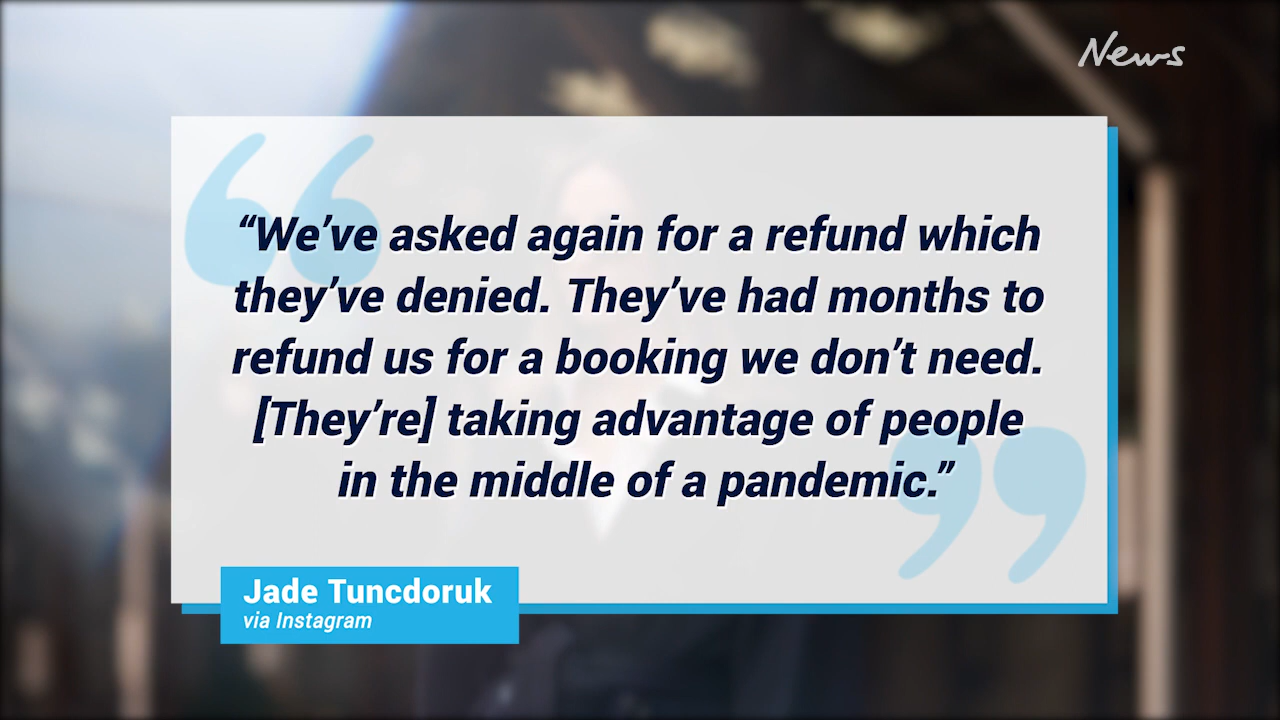 News
“We’ve asked again for a refund which
they’ve denied. They’ve had months to
refund us for a booking we don’t need.
[They’re] taking advantage of people
in the middle of a pandemic.”
Jade Tuncdoruk
via Instagram